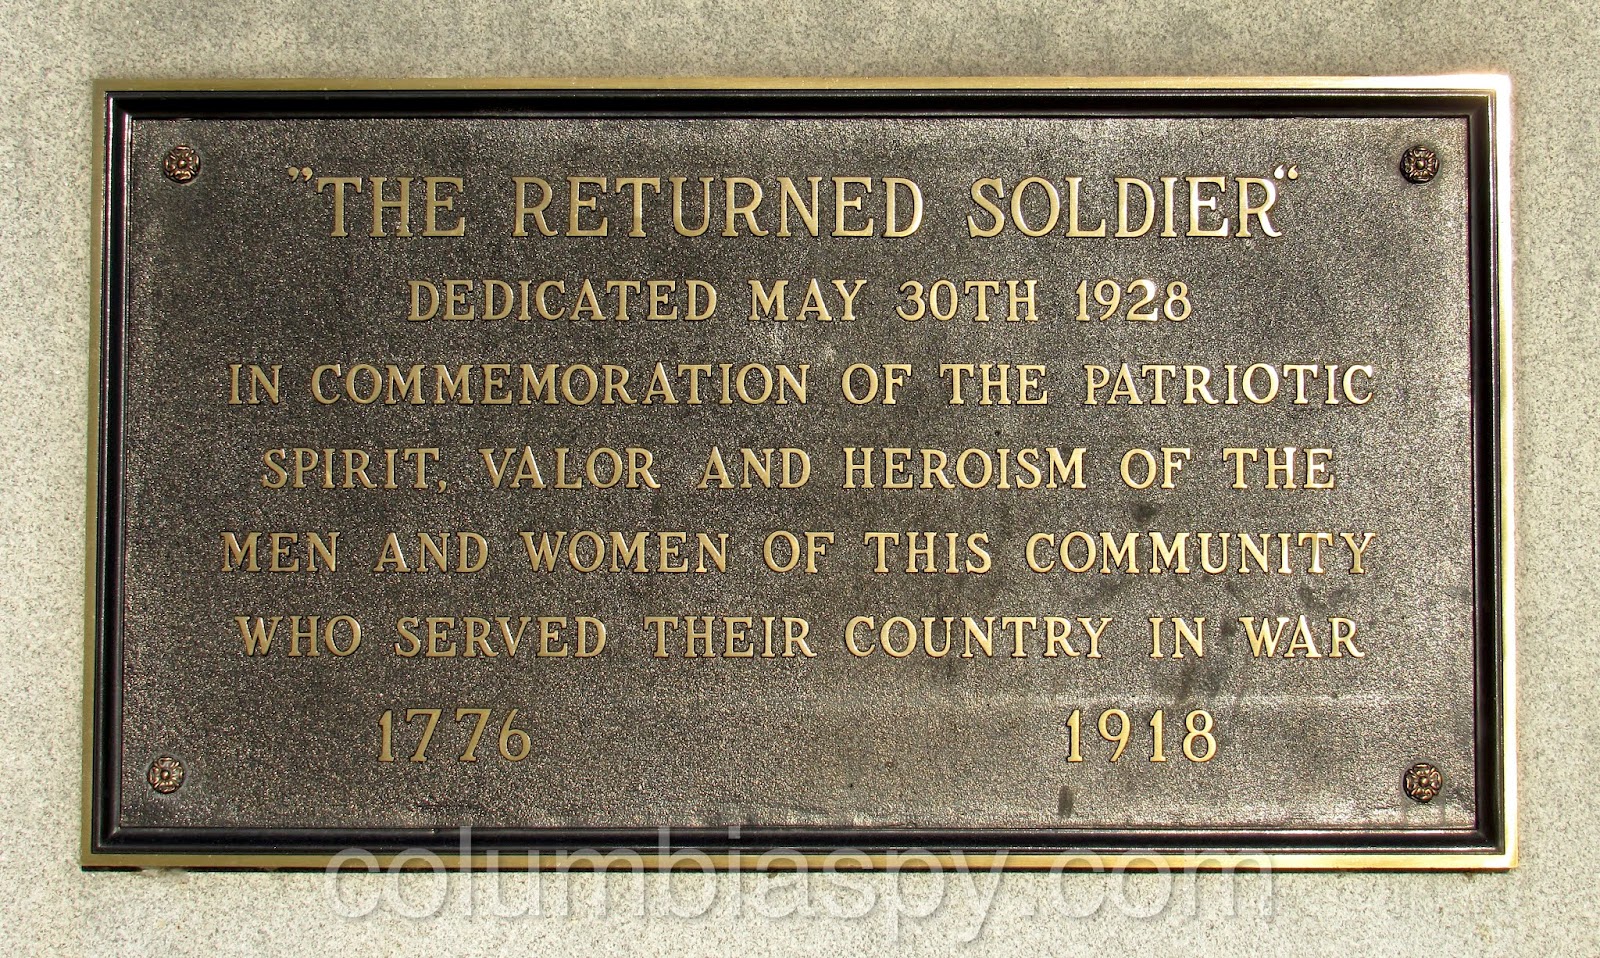 ”THE RETURNED SOLDIER“
DEDICATED MAY 30TH 1928
IN COMMEMORATION OF THE PATRIOTIC
SPIRIT, VALOR AND HEROISM OF THE
MEN AND WOMEN OF THIS COMMUNITY
WHO SERVED THEIR COUNTRY IN WAR
1776 1918
columbiaspy.com